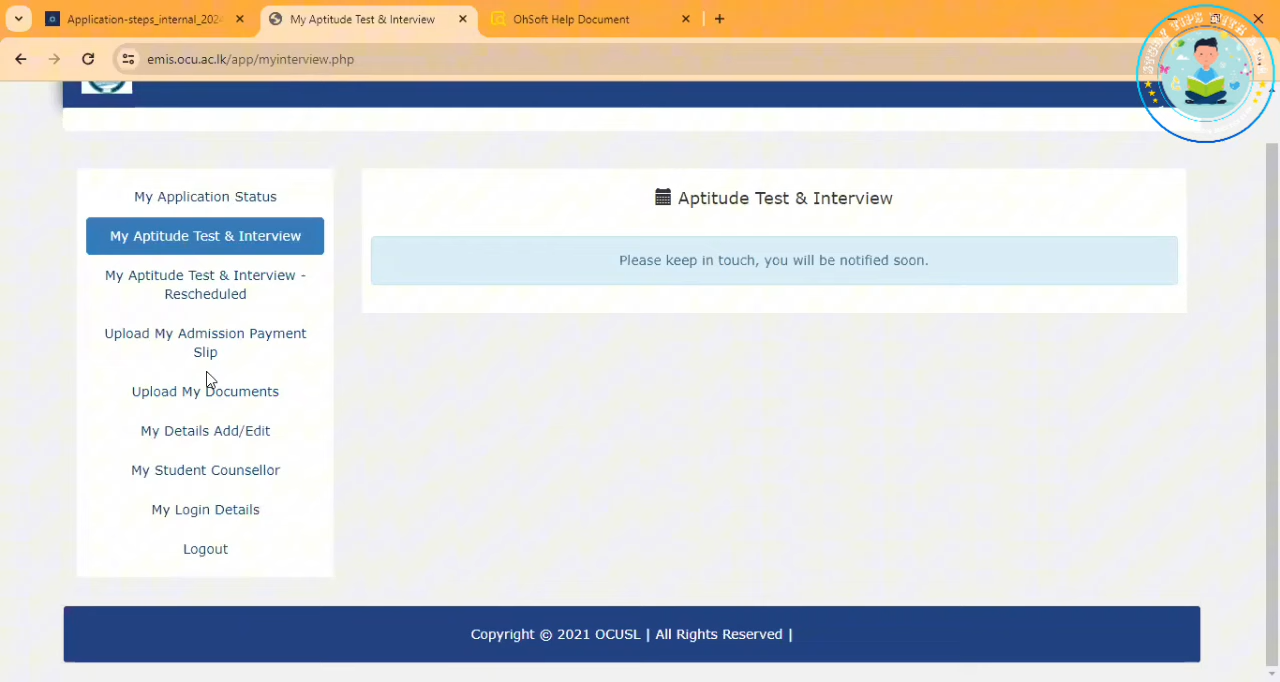 Application-steps_internal_202
My Aptitude Test & Interview
OhSoft Help Document
emis.ocu.ac.lk/app/myinterview.php
STUDY TIPS WITH
My Application Status
My Aptitude Test & Interview
My Aptitude Test & Interview -
Rescheduled
Upload My Admission Payment
Slip
Upload My Documents
My Details Add/Edit
My Student Counsellor
My Login Details
Logout
Aptitude Test & Interview
Please keep in touch, you will be notified soon.
Copyright © 2021 OCUSL | All Rights Reserved |